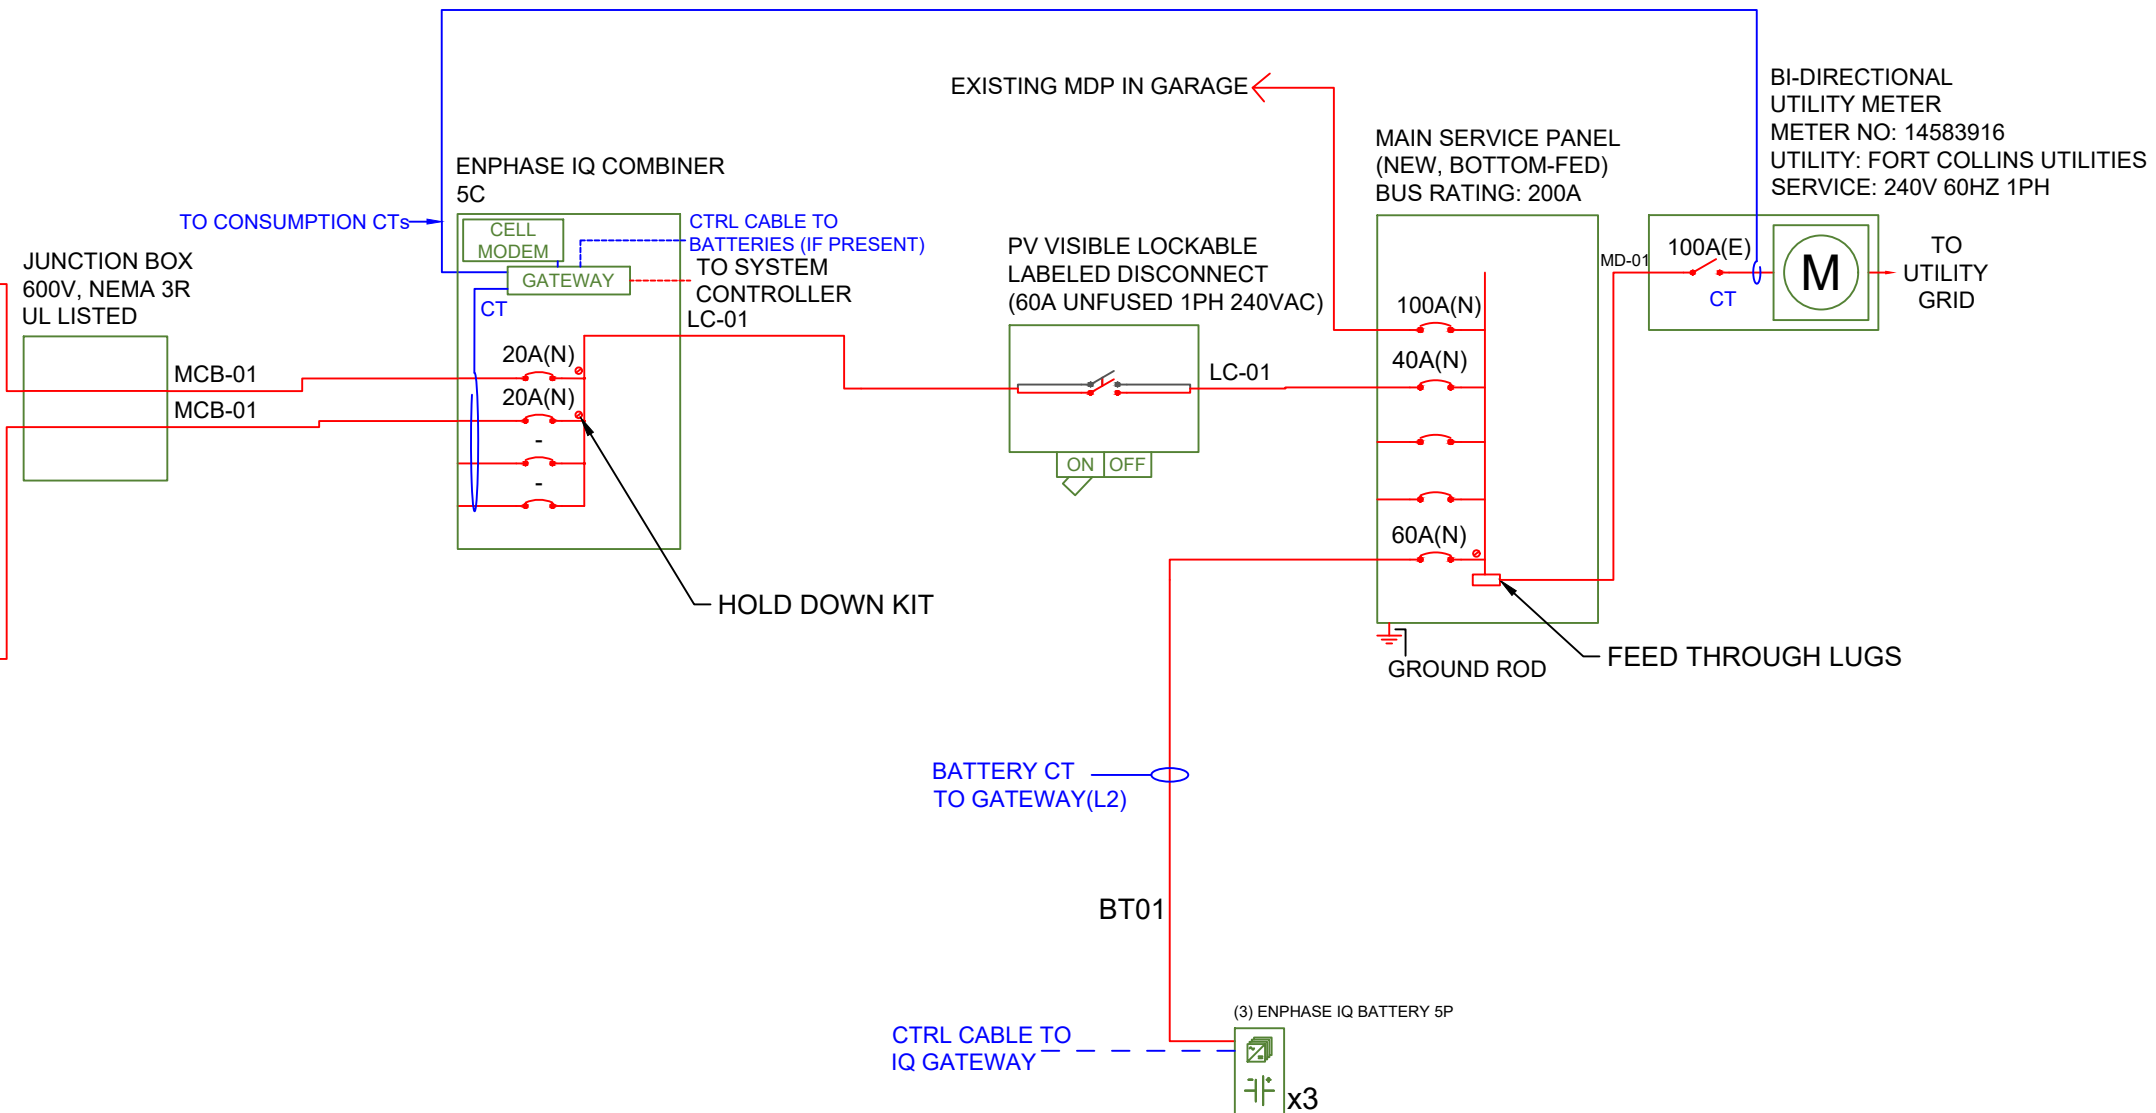 EXISTING MDP IN GARAGE
BI-DIRECTIONAL
UTILITY METER
METER NO: 14583916
UTILITY: FORT COLLINS UTILITIES
SERVICE: 240V 60HZ 1PH
MAIN SERVICE PANEL
(NEW, BOTTOM-FED)
BUS RATING: 200A
ENPHASE IQ COMBINER
5C
TO CONSUMPTION CTs
CELL
MODEM
GATEWAY
CT
CTRL CABLE TO
BATTERIES (IF PRESENT)
TO SYSTEM
CONTROLLER
LC-01
JUNCTION BOX
600V, NEMA 3R
UL LISTED
MCB-01
MCB-01
20A(N)
20A(N)
-
-
HOLD DOWN KIT
PV VISIBLE LOCKABLE
LABELED DISCONNECT
(60A UNFUSED 1PH 240VAC)
ON OFF
LC-01
100A(N)
40A(N)
60A(N)
MD-01
100A(E)
CT
M
TO
UTILITY
GRID
GROUND ROD
FEED THROUGH LUGS
BATTERY CT
TO GATEWAY(L2)
BT01
(3) ENPHASE IQ BATTERY 5P
CTRL CABLE TO
IQ GATEWAY
x3